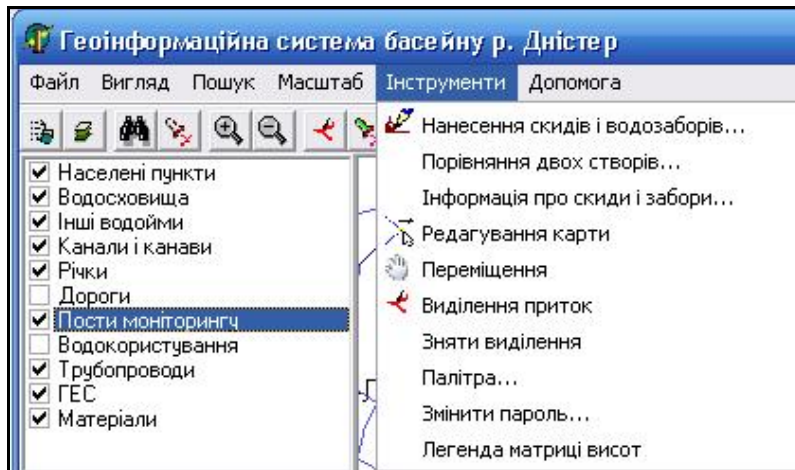 Геоінформаційна система басейну р. Дністер
Файл Вигляд Пошук Масштаб Інструменти Допомога
Населені пункти
Водосховища
Інші водойми
Канали і канави
Річки
Дороги
Пости моніторингу
Водокористування
Трубопроводи
ГЕС
Матеріали
Нанесення скидів і водозаборів...
Порівняння двох створів...
Інформація про скиди і забори...
Редагування карти
Переміщення
Виділення приток
Зняти виділення
Палітра...
Змінити пароль...
Легенда матриці висот